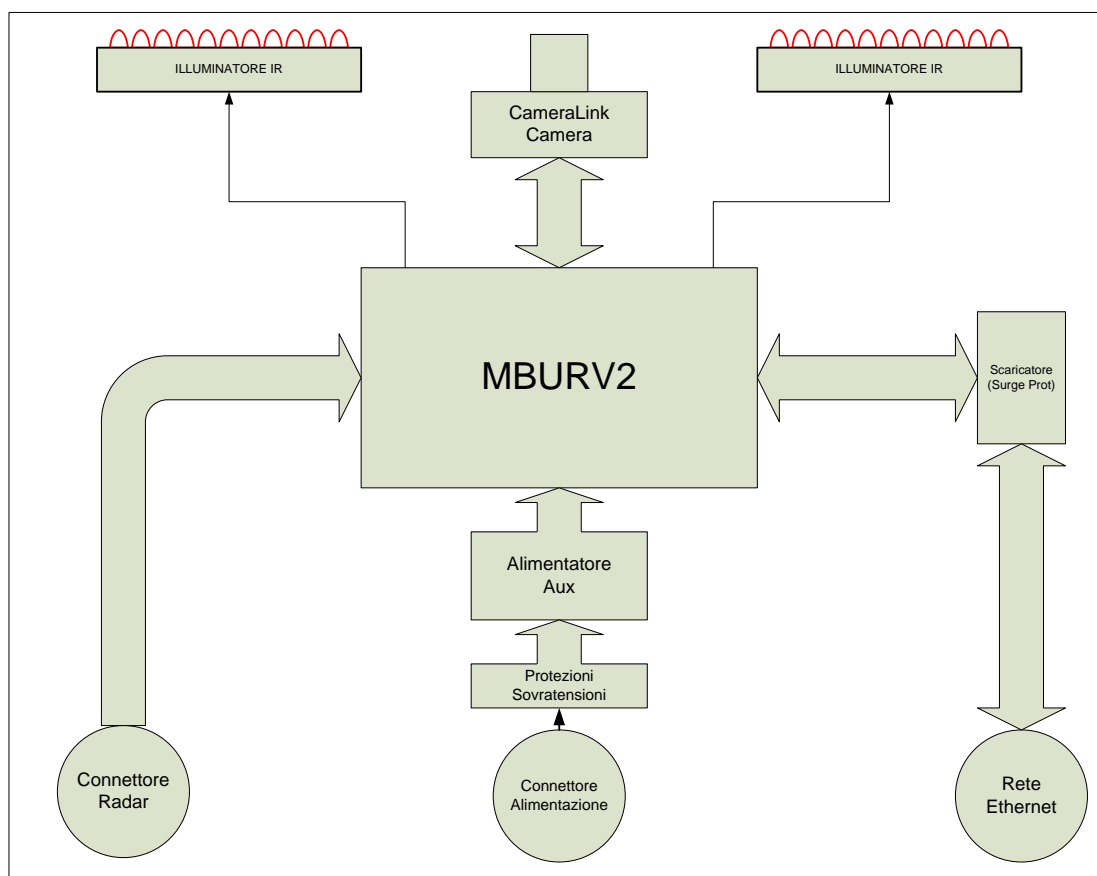 ILLUMINATORE IR
ILLUMINATORE IR
CameraLink
Camera
MBURV2
Scaricatore
(Surge Prot)
Alimentatore
Aux
Protezioni
Sovratensioni
Connettore
Radar
Connettore
Alimentazione
Rete
Ethernet